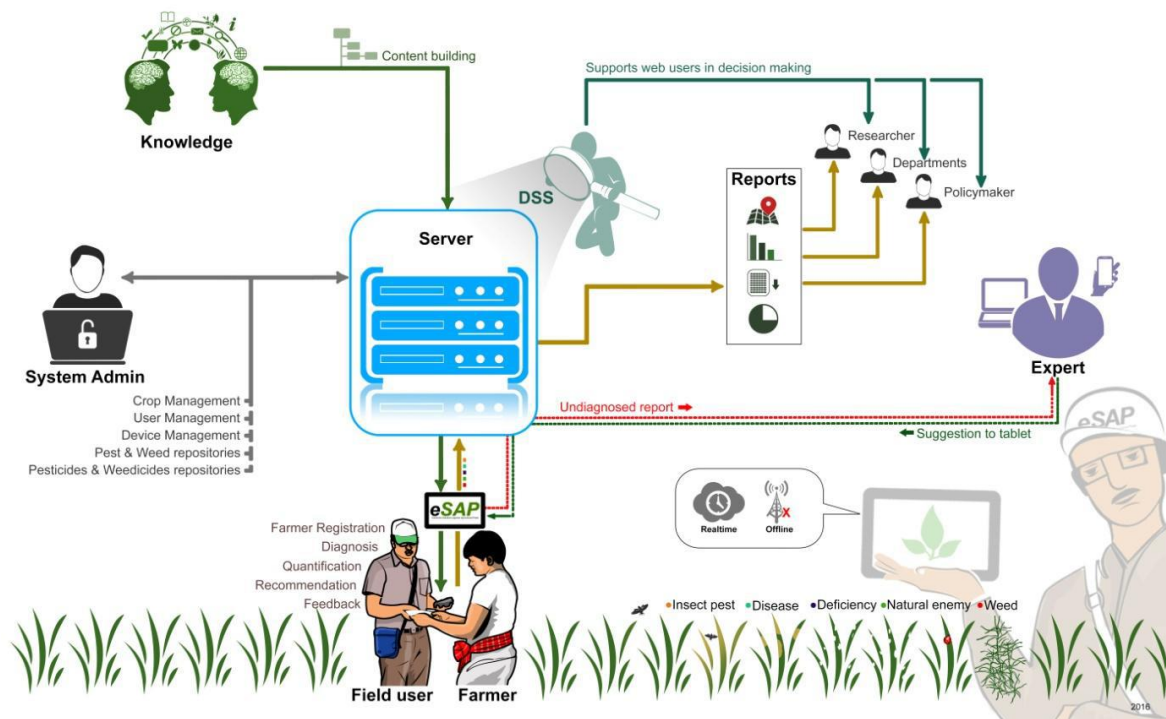 Content building
Knowledge
Supports web users in decision making
Researcher
Departments
Policymaker
DSS
Reports
Server
System Admin
Crop Management
User Management
Device Management
Pest & Weed repositories
Pesticides & Weedicides repositories
Expert
Undiagnosed report
Suggestion to tablet
eSAP
eSAP
Realtime
Offline
Farmer Registration
Diagnosis
Quantification
Recommendation
Feedback
Insect pest
Disease
Deficiency
Natural enemy
Weed
Field user
Farmer
2016